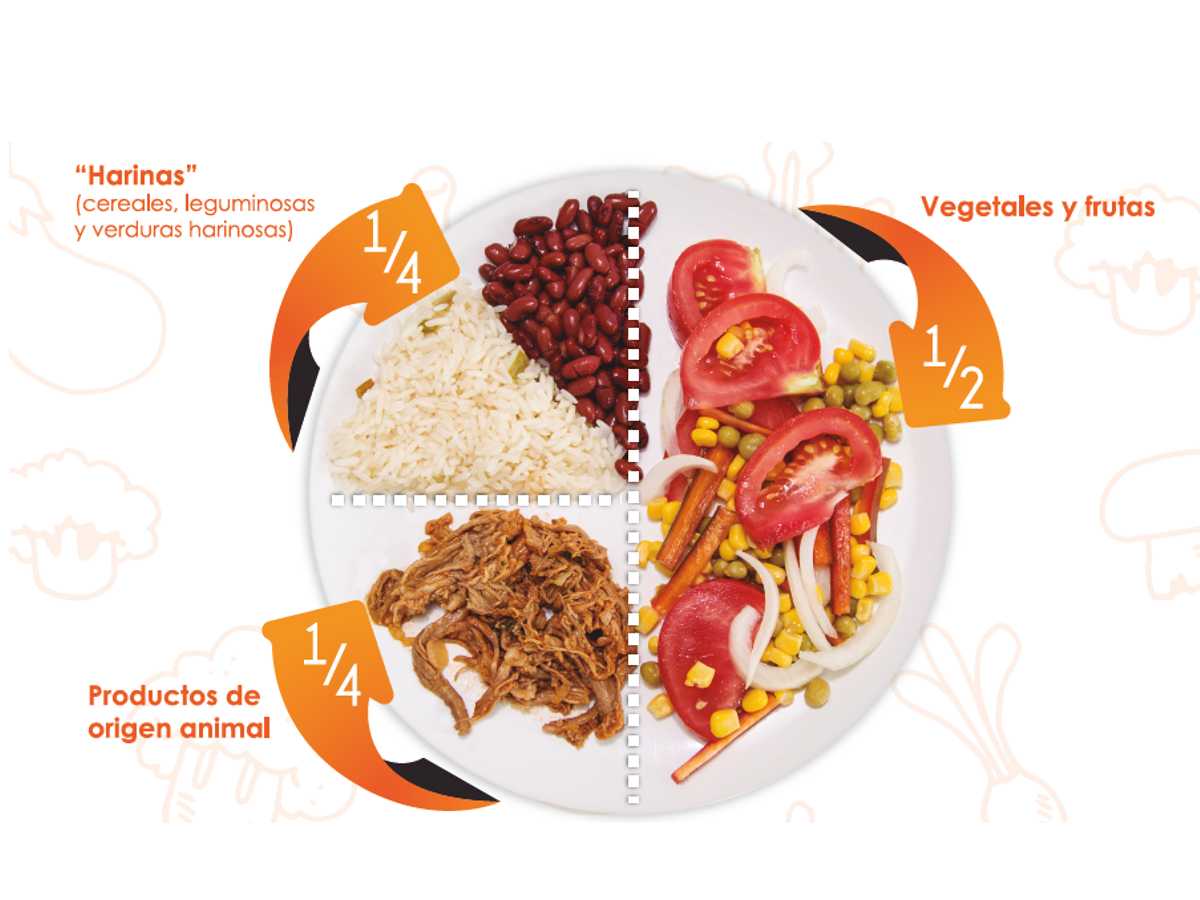 “Harinas”
(cereales, leguminosas
y verduras harinosas)
1/4
Vegetales y frutas
1/2
1/4
Productos de
origen animal